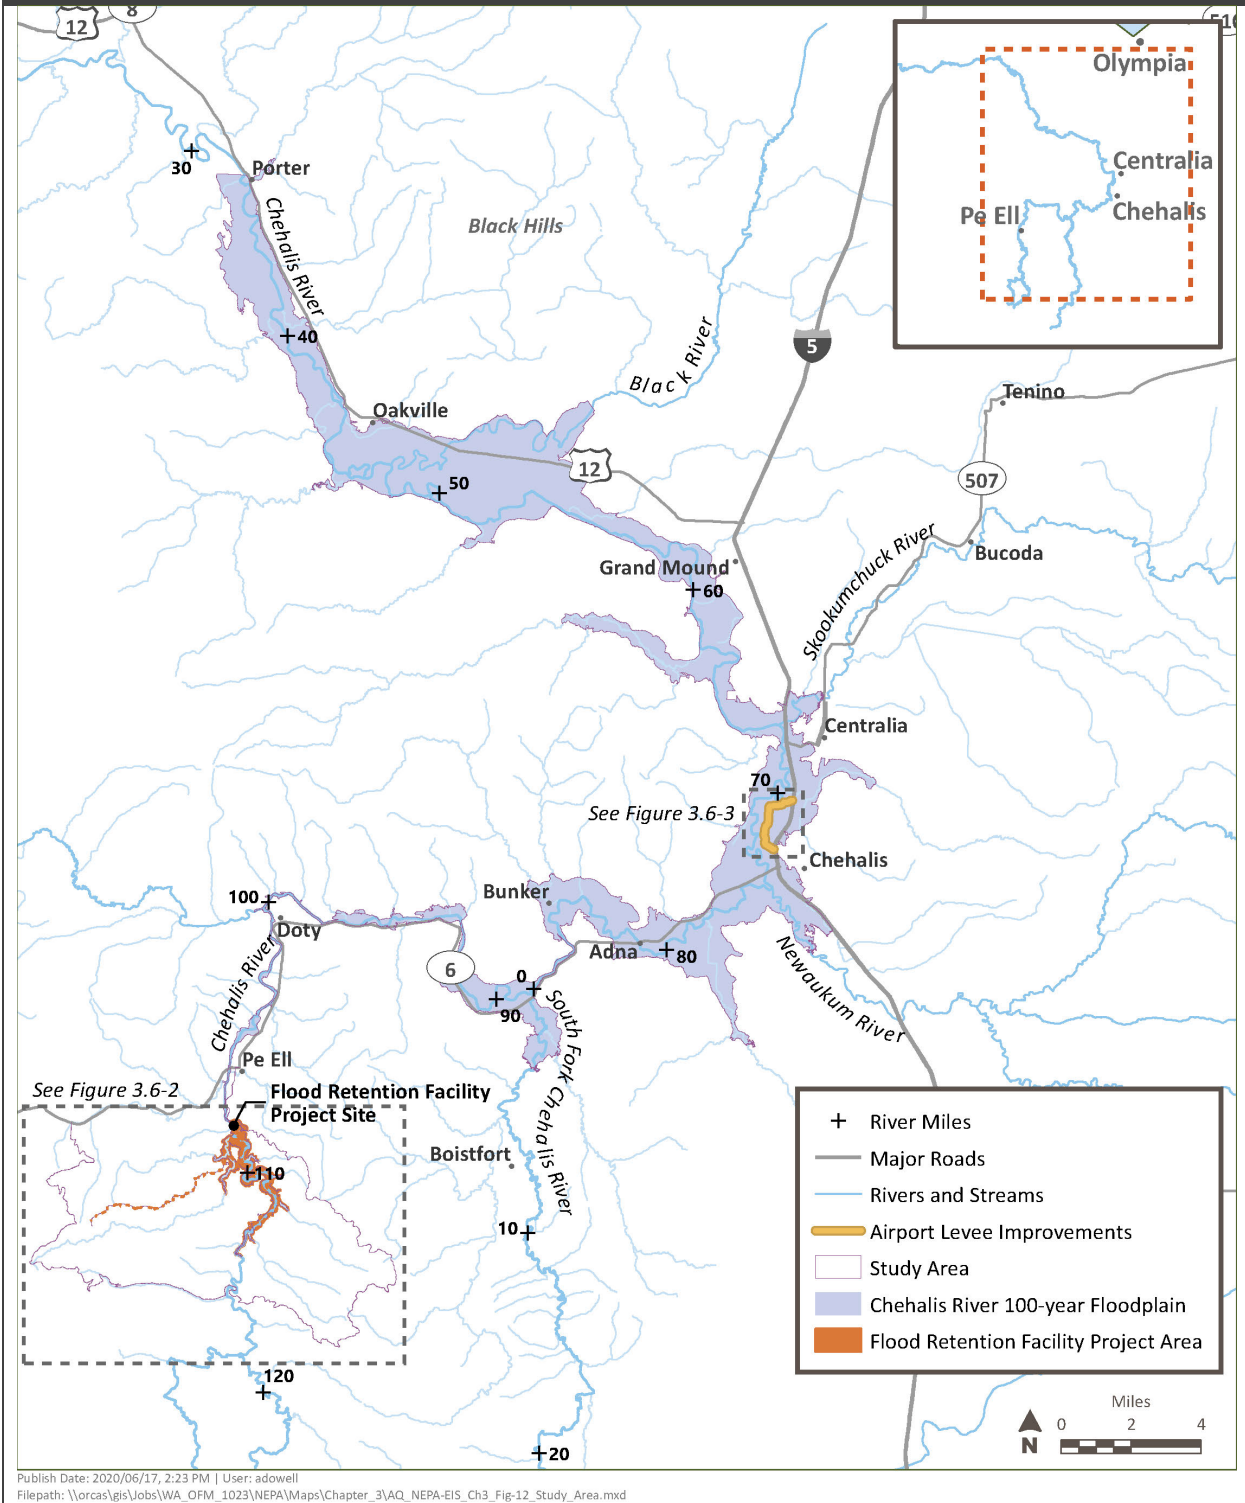 12
8
516
Olympia
Centralia
Chehalis
Pe Ell
30
Porter
Chehalis River
Black Hills
40
5
Black River
Tenino
Oakville
12
507
50
Skookumchuck River
Bucoda
Grand Mound
60
Centralia
70
See Figure 3.6-3
Chehalis
Bunker
100
Doty
Adna
80
6
0
90
Newaukum River
Chehalis River
South Fork Chehalis River
Pe Ell
See Figure 3.6-2
Flood Retention Facility
Project Site
110
Boistfort
10
120
20
River Miles
Major Roads
Rivers and Streams
Airport Levee Improvements
Study Area
Chehalis River 100-year Floodplain
Flood Retention Facility Project Area
Miles
0 2 4
N
Publish Date: 2020/06/17, 2:23 PM | User: adowell
Filepath: \\orcas\gis\Jobs\WA_OFM_1023\NEPA\Maps\Chapter_3\AQ_NEPA-EIS_Ch3_Fig-12_Study_Area.mxd